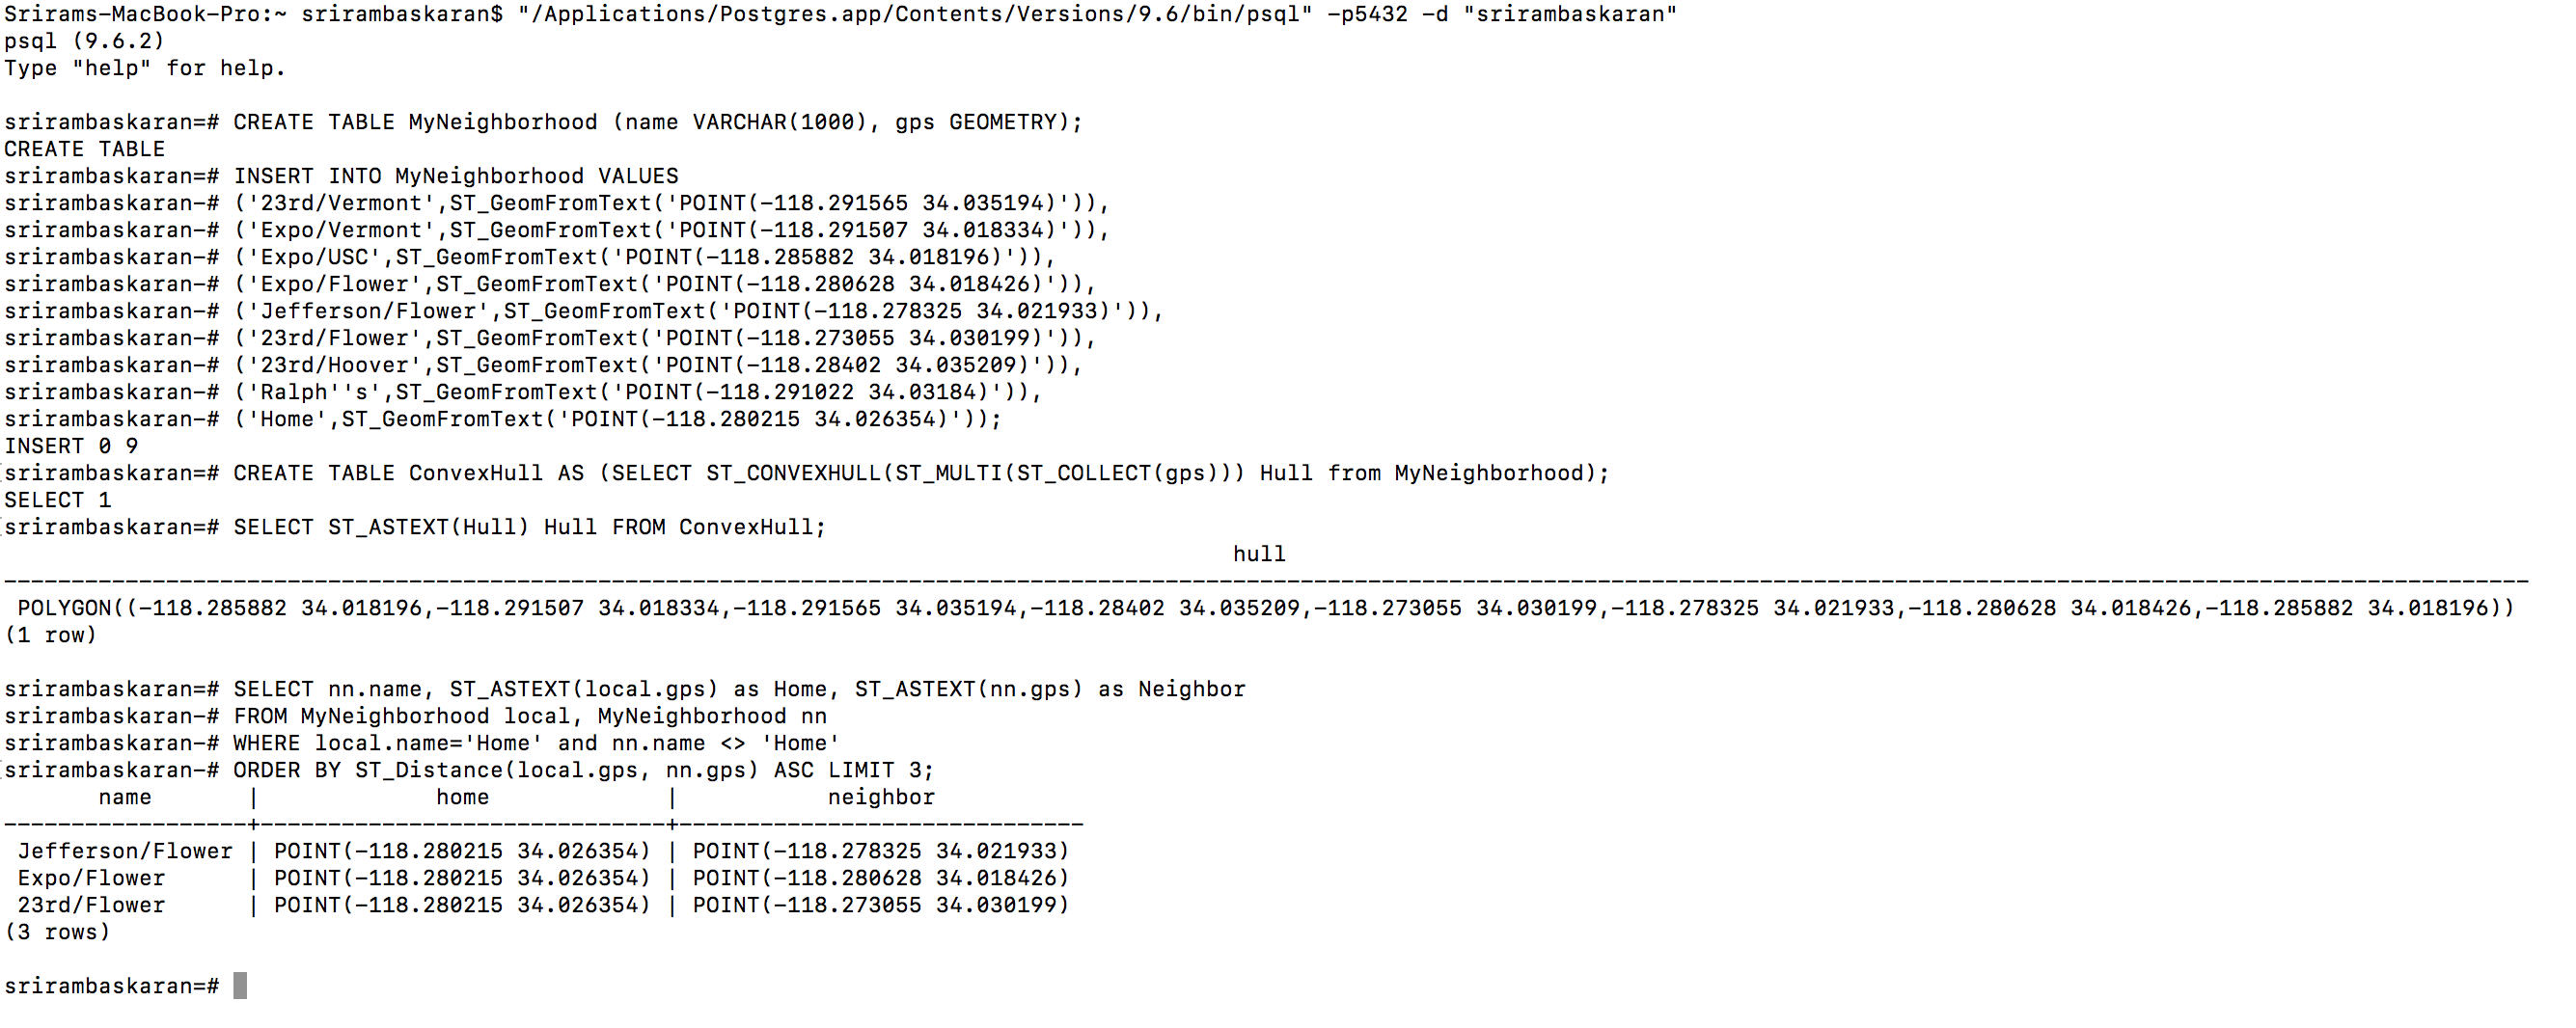 Srirams-MacBook-Pro:~ srirambaskaran$ "/Applications/Postgres.app/Contents/Versions/9.6/bin/psql" -p5432 -d "srirambaskaran"
psql (9.6.2)
Type "help" for help.

srirambaskaran=# CREATE TABLE MyNeighborhood (name VARCHAR(1000), gps GEOMETRY);
CREATE TABLE
srirambaskaran=# INSERT INTO MyNeighborhood VALUES
srirambaskaran-# ('23rd/Vermont',ST_GeomFromText('POINT(-118.291565 34.035194)')),
srirambaskaran-# ('Expo/Vermont',ST_GeomFromText('POINT(-118.291507 34.018334)')),
srirambaskaran-# ('Expo/USC',ST_GeomFromText('POINT(-118.285882 34.018196)')),
srirambaskaran-# ('Expo/Flower',ST_GeomFromText('POINT(-118.280628 34.018426)')),
srirambaskaran-# ('Jefferson/Flower',ST_GeomFromText('POINT(-118.278325 34.021933)')),
srirambaskaran-# ('23rd/Flower',ST_GeomFromText('POINT(-118.273055 34.030199)')),
srirambaskaran-# ('23rd/Hoover',ST_GeomFromText('POINT(-118.28402 34.035209)')),
srirambaskaran-# ('Ralph''s',ST_GeomFromText('POINT(-118.291022 34.03184)')),
srirambaskaran-# ('Home',ST_GeomFromText('POINT(-118.280215 34.026354)'));
INSERT 0 9
srirambaskaran=# CREATE TABLE ConvexHull AS (SELECT ST_CONVEXHULL(ST_MULTI(ST_COLLECT(gps))) Hull from MyNeighborhood);
SELECT 1
srirambaskaran=# SELECT ST_ASTEXT(Hull) Hull FROM ConvexHull;
hull
POLYGON((-118.285882 34.018196,-118.291507 34.018334,-118.291565 34.035194,-118.28402 34.035209,-118.273055 34.030199,-118.278325 34.021933,-118.280628 34.018426,-118.285882 34.018196))
(1 row)

srirambaskaran=# SELECT nn.name, ST_ASTEXT(local.gps) as Home, ST_ASTEXT(nn.gps) as Neighbor
srirambaskaran-# FROM MyNeighborhood local, MyNeighborhood nn
srirambaskaran-# WHERE local.name='Home' and nn.name <> 'Home'
srirambaskaran-# ORDER BY ST_Distance(local.gps, nn.gps) ASC LIMIT 3;
name | home | neighbor
Jefferson/Flower | POINT(-118.280215 34.026354) | POINT(-118.278325 34.021933)
Expo/Flower | POINT(-118.280215 34.026354) | POINT(-118.280628 34.018426)
23rd/Flower | POINT(-118.280215 34.026354) | POINT(-118.273055 34.030199)
(3 rows)

srirambaskaran=#